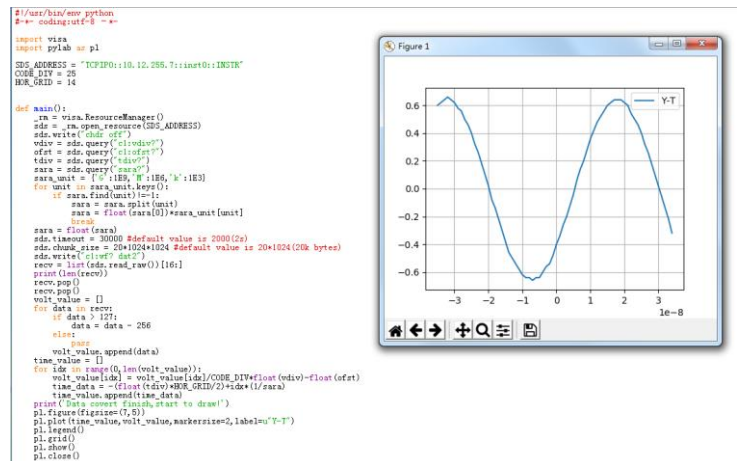 #!/usr/bin/env python
#-*- coding:utf-8 -*-
import visa
import pylab as pl
SDS_ADDRESS = "TCPIP0::10.12.255.7::inst0::INSTR"
CODE_DIV = 25
HOR_GRID = 14
def main():
_rm = visa.ResourceManager()
sds = _rm.open_resource(SDS_ADDRESS)
sds.write("chdr off")
vdiv = sds.query("c1:vdiv?")
ofst = sds.query("c1:ofst?")
tdiv = sds.query("tdiv?")
sara = sds.query("sara?")
sara_unit = {'G':1E9,'M':1E6,'k':1E3}
for unit in sara_unit.keys():
if sara.find(unit)!=-1:
sara = sara.split(unit)
sara = float(sara[0])*sara_unit[unit]
break
sara = float(sara)
sds.timeout = 30000 #default value is 2000(2s)
sds.chunk_size = 20*1024*1024 #default value is 20*1024(20k bytes)
sds.write("c1:wf? dat2")
recv = list(sds.read_raw())[16:]
print(len(recv))
recv.pop()
recv.pop()
volt_value = []
for data in recv:
if data > 127:
data = data - 256
else:
pass
volt_value.append(data)
time_value = []
for idx in range(0,len(volt_value)):
volt_value[idx] = volt_value[idx]/CODE_DIV*float(vdiv)-float(ofst)
time_data = -(float(tdiv)*HOR_GRID/2)+idx*(1/sara)
time_value.append(time_data)
print('Data covert finish,start to draw!')
pl.figure(figsize=(7,5))
pl.plot(time_value,volt_value,markersize=2,label=u"Y-T")
pl.legend()
pl.grid()
pl.show()
pl.close()
Figure 1
Y-T
0.6
0.4
0.2
0.0
−0.2
−0.4
−0.6
−3 −2 −1 0 1 2 3
1e−8